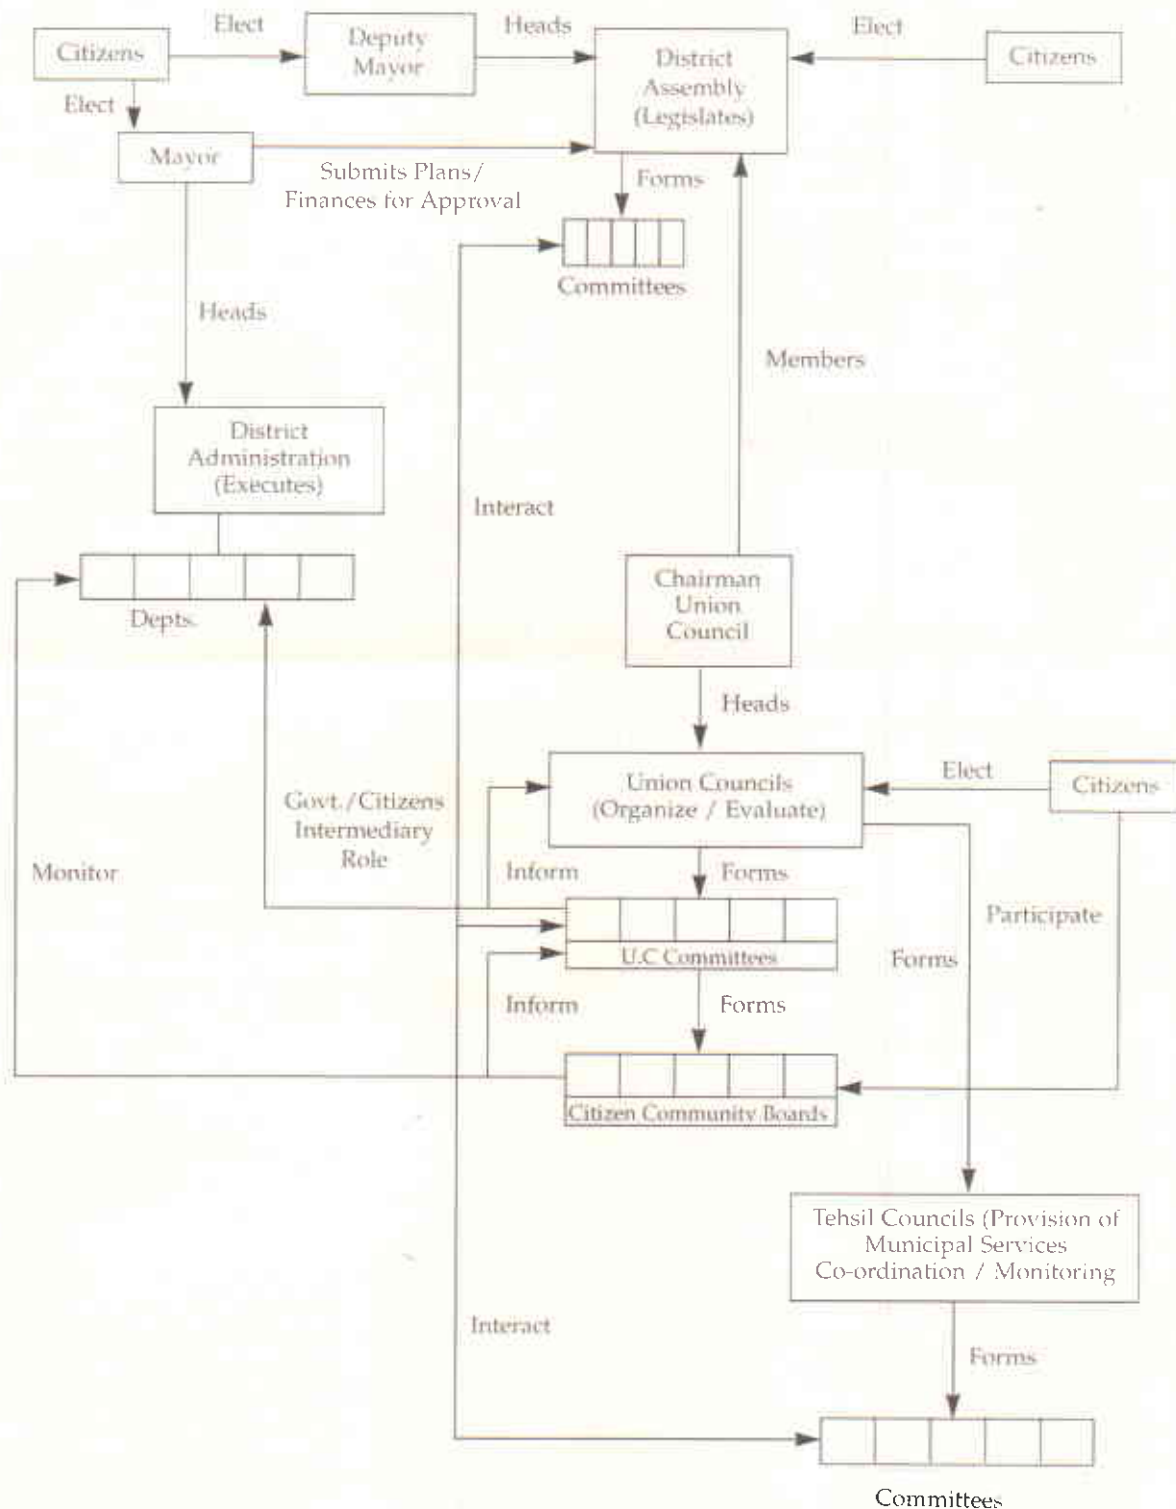 Elect
Heads
Elect
Citizens
Deputy
Mayor
District
Assembly
(Legislates)
Citizens
Elect
Mayor
Submits Plans/
Finances for Approval
Forms
Committees
Heads
Members
District
Administration
(Executes)
Interact
Depts.
Chairman
Union
Council
Heads
Union Councils
(Organize / Evaluate)
Elect
Citizens
Govt./Citizens
Intermediary
Role
Monitor
Inform
Forms
Participate
U.C Committees
Forms
Inform
Forms
Citizen Community Boards
Tehsil Councils (Provision of
Municipal Services
Co-ordination / Monitoring
Interact
Forms
Committees